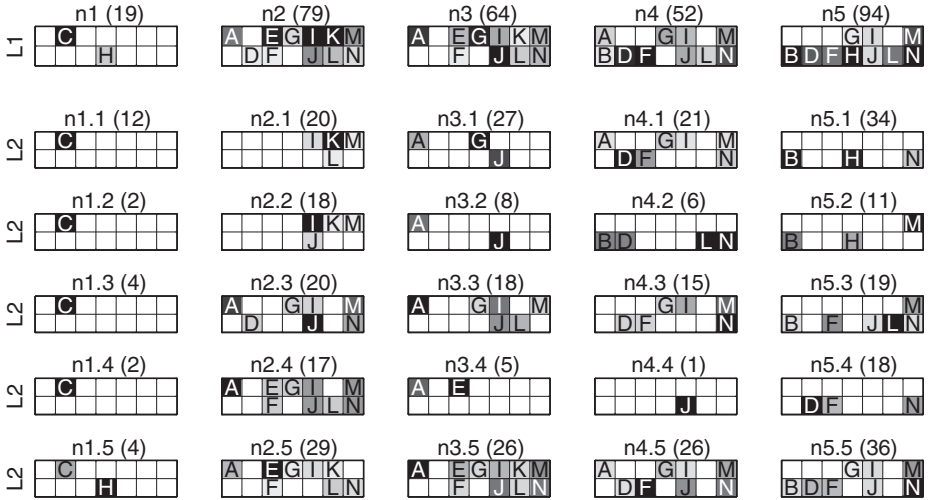 n1 (19) n2 (79) n3 (64) n4 (52) n5 (94)
L1 C A E G I K M A E G I K M A G I M G I M
H D F J L N F J L N B D F J L N B D F H J L N
n1.1 (12) n2.1 (20) n3.1 (27) n4.1 (21) n5.1 (34)
L2 C I K M A G A G I M
L J D F N B H N
n1.2 (2) n2.2 (18) n3.2 (8) n4.2 (6) n5.2 (11)
L2 C I K M A M
J J B D L N B H
n1.3 (4) n2.3 (20) n3.3 (18) n4.3 (15) n5.3 (19)
L2 C A G I M A G I M G I M M
D J N J L D F N B F J L N
n1.4 (2) n2.4 (17) n3.4 (5) n4.4 (1) n5.4 (18)
L2 C A E G I M A E
F J L N J D F N
n1.5 (4) n2.5 (29) n3.5 (26) n4.5 (26) n5.5 (36)
L2 C A E G I K A E G I K M A G I M G I M
H F L N F J L N D F J N B D F H J L N